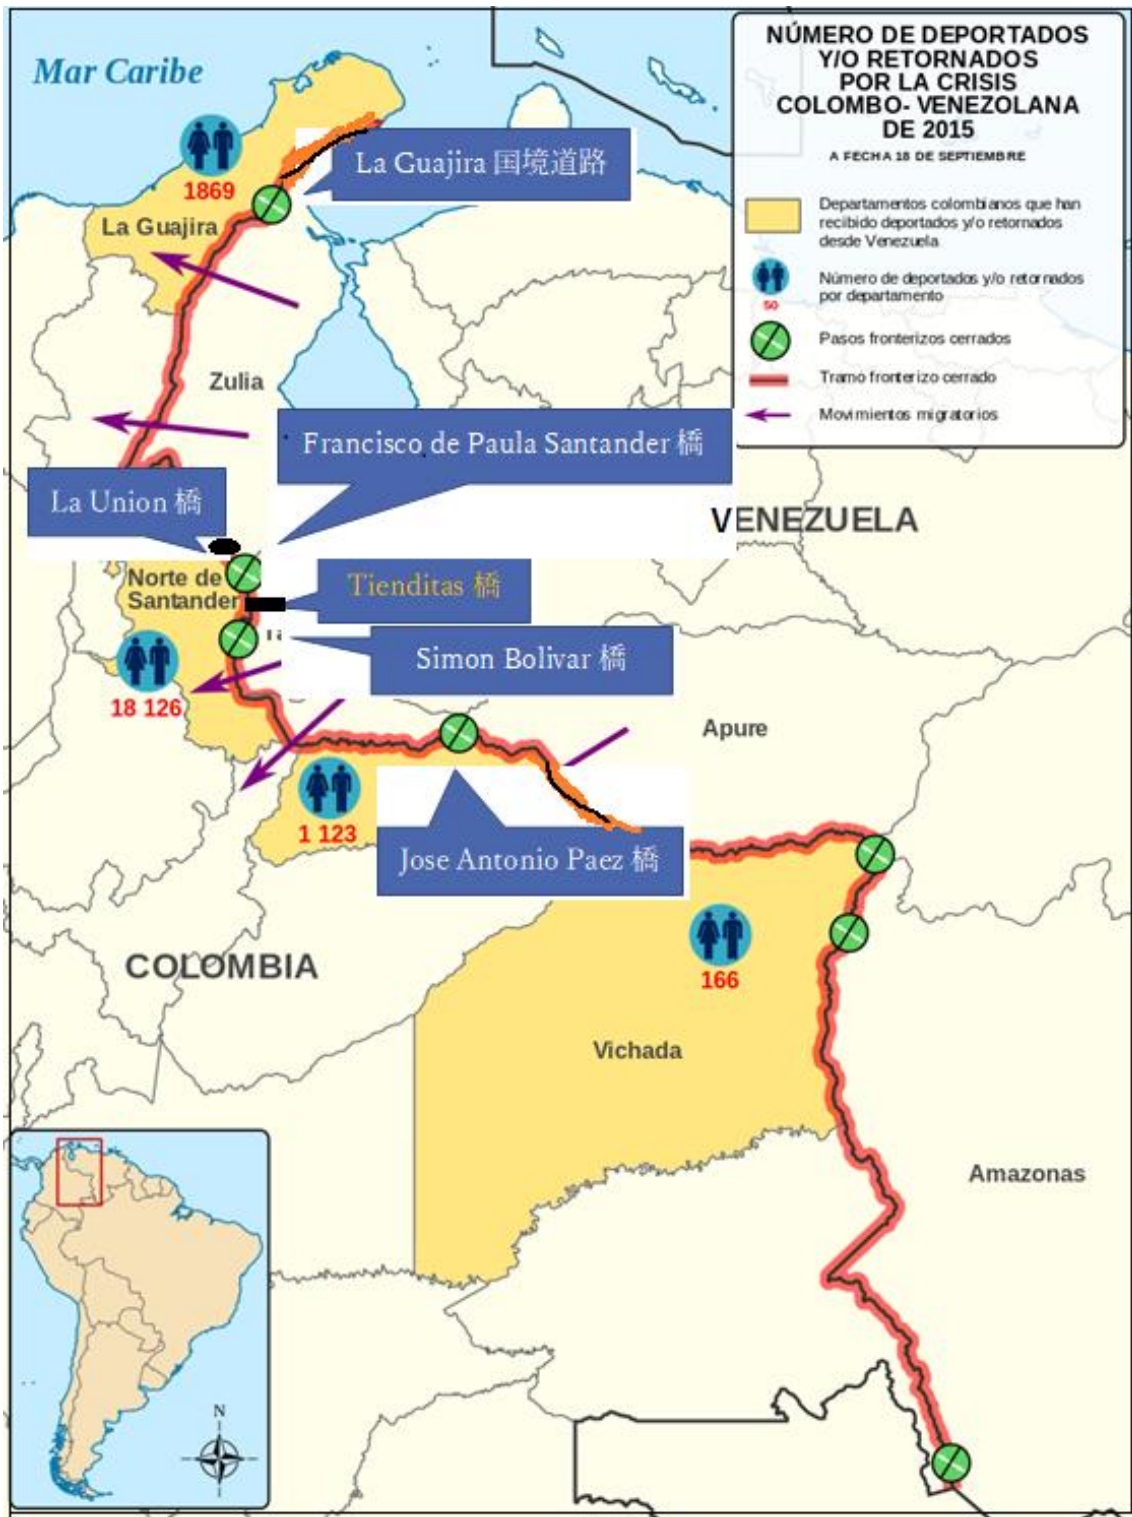 Mar Caribe
NÚMERO DE DEPORTADOS
Y/O RETORNADOS
POR LA CRISIS
COLOMBO- VENEZOLANA
DE 2015
A FECHA 18 DE SEPTIEMBRE
Departamentos colombianos que han
recibido deportados y/o retornados
desde Venezuela
Número de deportados y/o retornados
por departamento
50
Pasos fronterizos cerrados
Tramo fronterizo cerrado
Movimientos migratorios
La Guajira 国境道路
1869
La Guajira
Zulia
Francisco de Paula Santander 橋
La Union 橋
VENEZUELA
Norte de
Santander
Tienditas 橋
Simon Bolivar 橋
18 126
Apure
1 123
Jose Antonio Paez 橋
COLOMBIA
166
Vichada
Amazonas
N